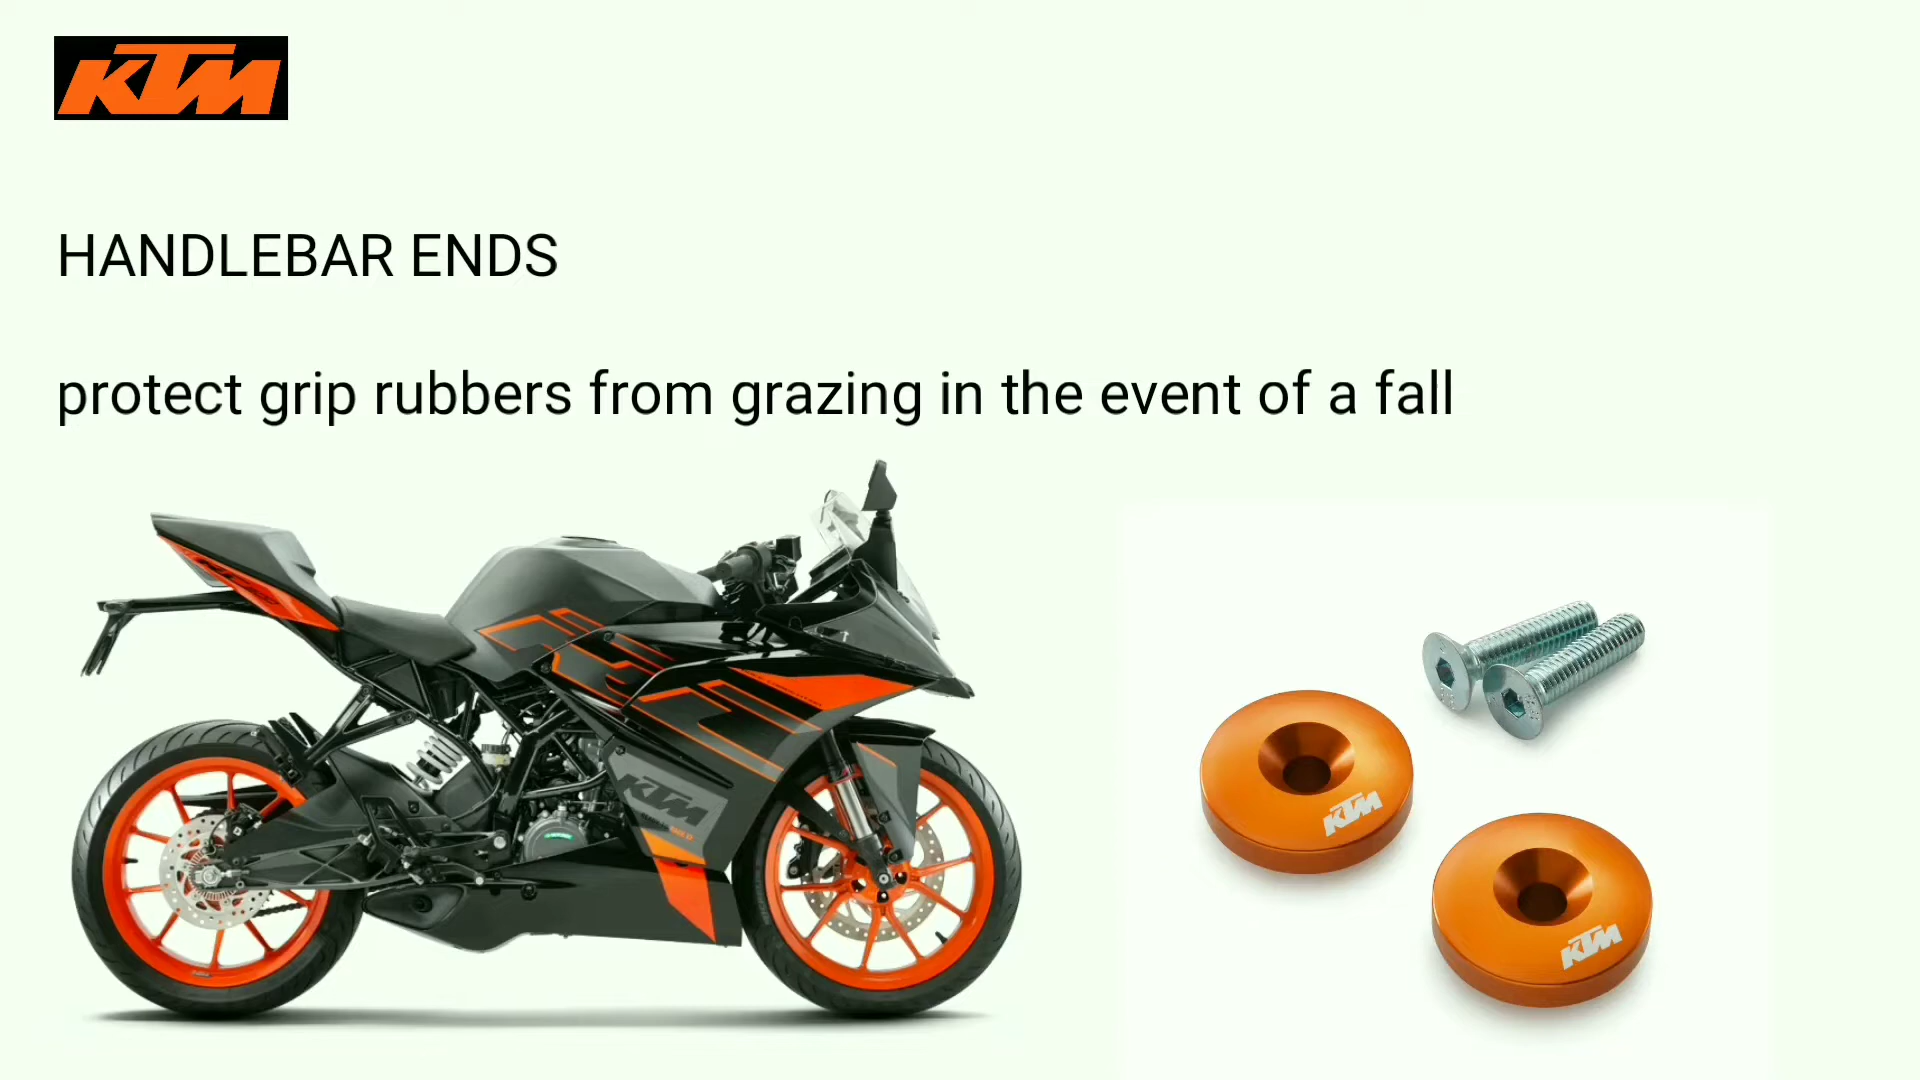 KTM
HANDLEBAR ENDS
protect grip rubbers from grazing in the event of a fall
KTM
KTM
KTM